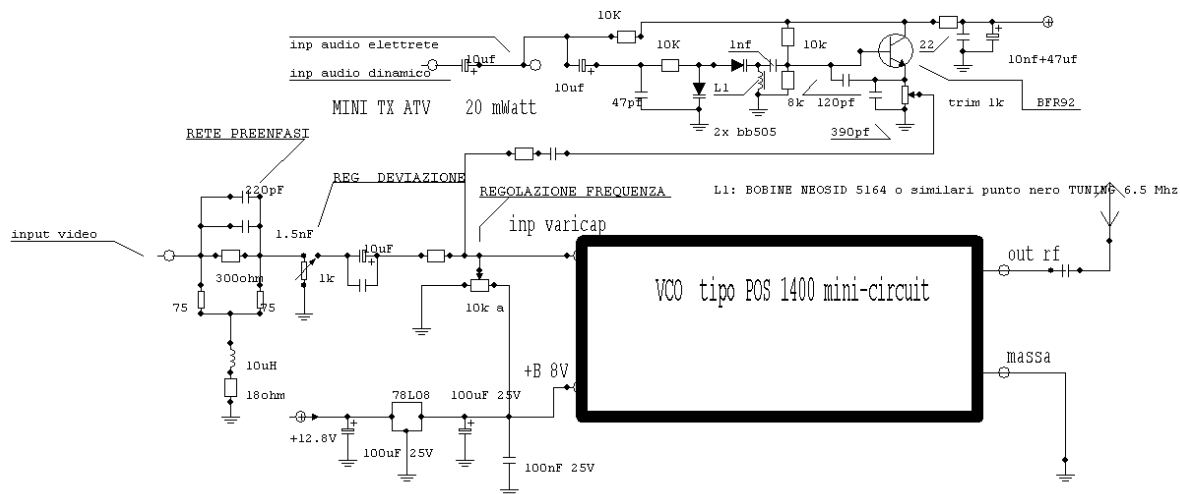 10K
inp audio elettrete
10uf
inp audio dinamico
10uf
10K
1nf
10k
22
10nf+47uf
47pf
L1
8k
120pf
trim 1k
BFR92
2x bb505
390pf
MINI TX ATV 20 mWatt
RETE PREENFASI
220pF
REG DEVIAZIONE
REGOLAZIONE FREQUENZA
L1: BOBINE NEOSID 5164 o similari punto nero TUNING 6.5 Mhz
input video
1.5nF
10uF
inp varicap
out rf
300ohm
1k
75
75
10k a
VCO tipo POS 1400 mini-circuit
massa
10uH
18ohm
+B 8V
78L08
100uF 25V
+12.8V
100uF 25V
100nF 25V